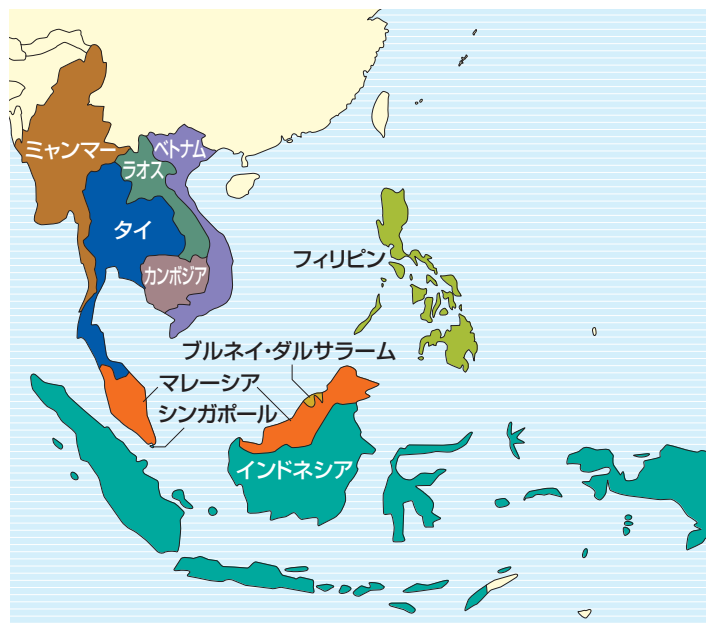 ミャンマー
ベトナム
ラオス
タイ
カンボジア
フィリピン
ブルネイ・ダルサラーム
マレーシア
シンガポール
インドネシア